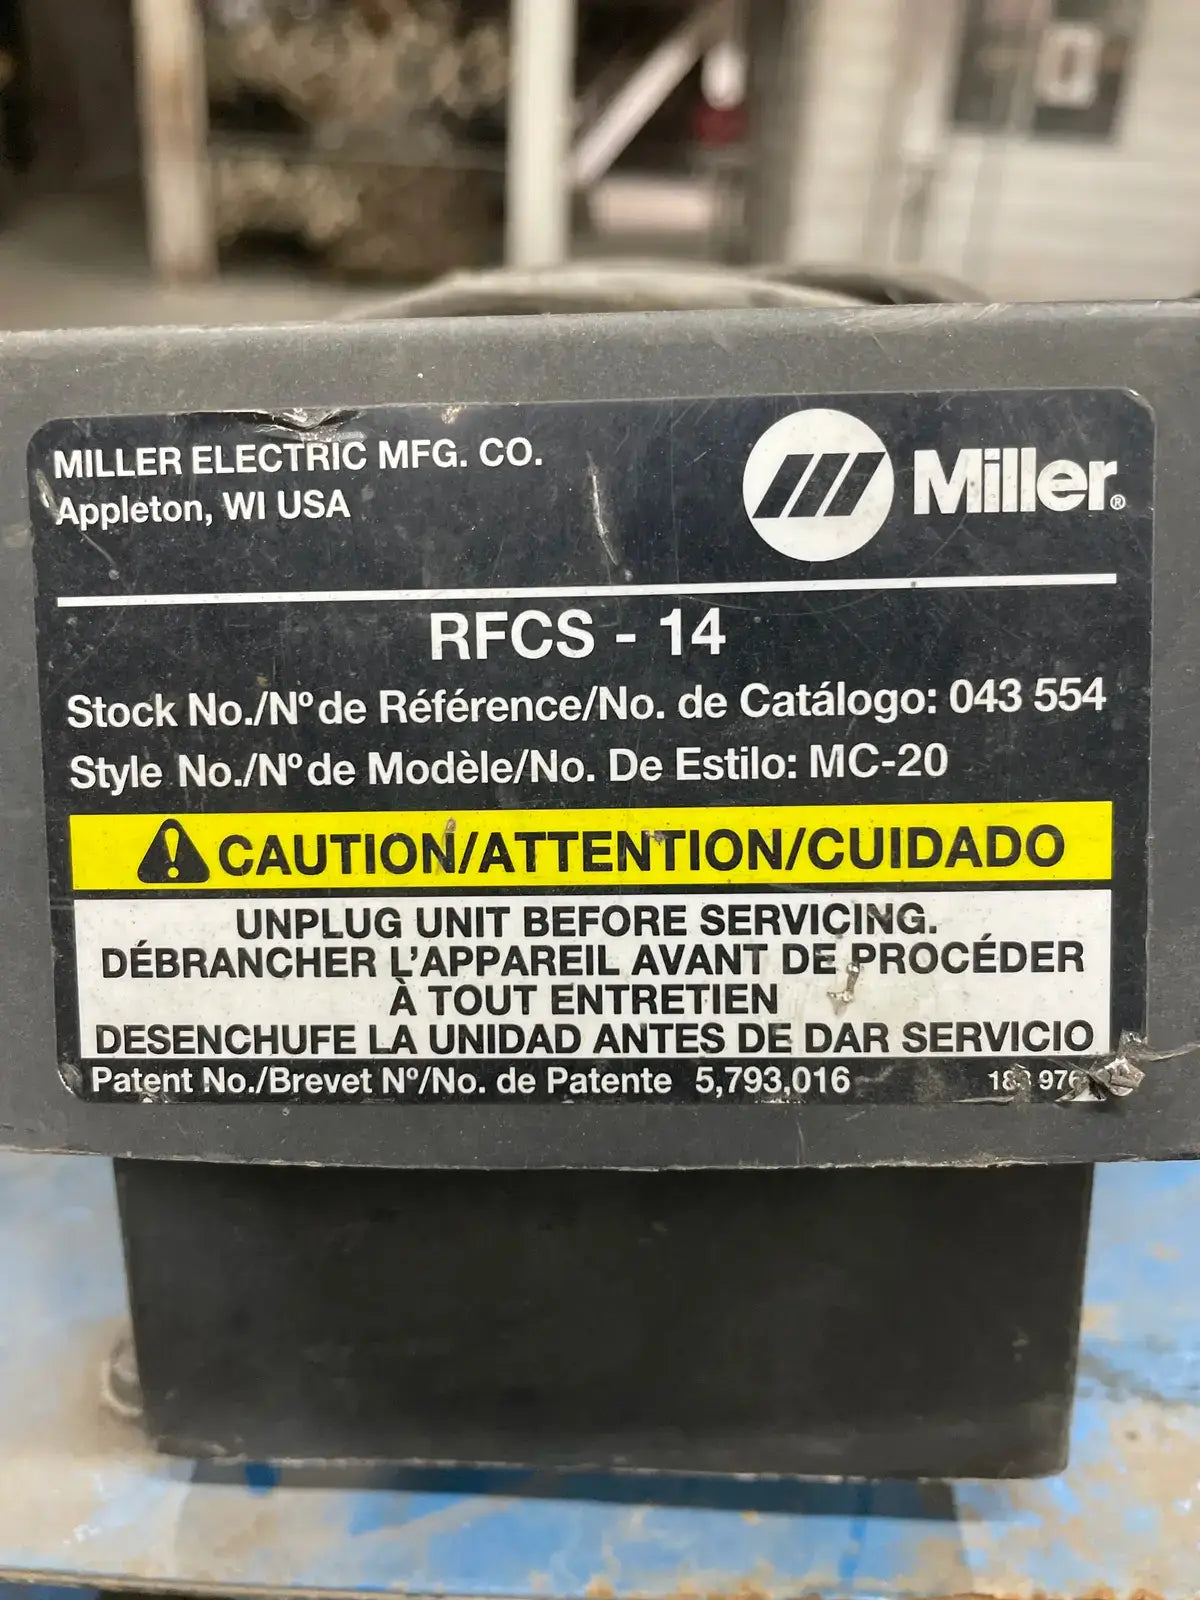 MILLER ELECTRIC MFG. CO.
Appleton, WI USA
Miller®
RFCS - 14
Stock No./Nº de Référence/No. de Catálogo: 043 554
Style No./Nº de Modèle/No. De Estilo: MC-20
CAUTION/ATTENTION/CUIDADO
UNPLUG UNIT BEFORE SERVICING.
DÉBRANCHER L'APPAREIL AVANT DE PROCÉDER
À TOUT ENTRETIEN
DESENCHUFE LA UNIDAD ANTES DE DAR SERVICIO
Patent No./Brevet Nº/No. de Patente 5,793,016